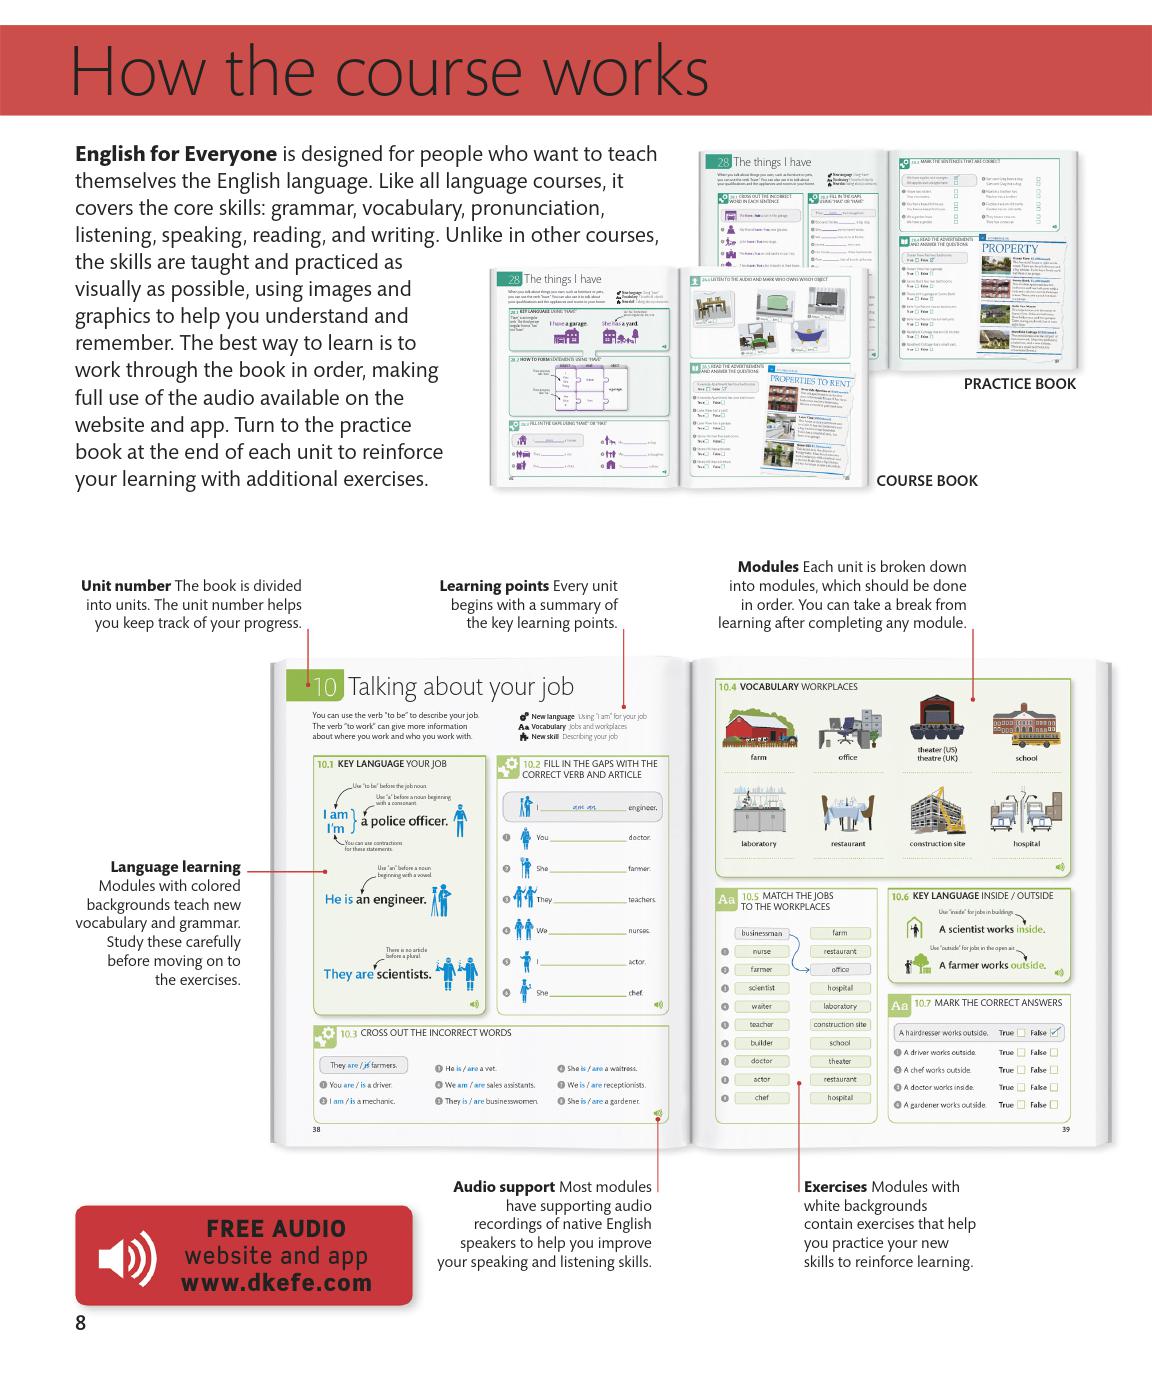 How the course works
English for Everyone is designed for people who want to teach
themselves the English language. Like all language courses, it
covers the core skills: grammar, vocabulary, pronunciation,
listening, speaking, reading, and writing. Unlike in other courses,
the skills are taught and practiced as
visually as possible, using images and
graphics to help you understand and
remember. The best way to learn is to
work through the book in order, making
full use of the audio available on the
website and app. Turn to the practice
book at the end of each unit to reinforce
your learning with additional exercises.
28 The things I have
PRACTICE BOOK
28 The things I have
I have a garage.
She has a yard.
PROPERTY
PROPERTIES TO RENT
COURSE BOOK
Unit number The book is divided
into units. The unit number helps
you keep track of your progress.
Learning points Every unit
begins with a summary of
the key learning points.
Modules Each unit is broken down
into modules, which should be done
in order. You can take a break from
learning after completing any module.
10 Talking about your job
You can use the verb "to be" to describe your job.
The verb "to work" can give more information
about where you work and who you work with.
New language Using "I am" for your job
Aa Vocabulary Jobs and workplaces
New skill Describing your job
10.1 KEY LANGUAGE YOUR JOB
Use "to be" before the job noun.
Use "a" before a noun beginning
with a consonant.
I am
I'm
a police officer.
You can use contractions
for these statements.
Use "an" before a noun
beginning with a vowel.
He is an engineer.
There is no article
before a plural.
They are scientists.
10.2 FILL IN THE GAPS WITH THE
CORRECT VERB AND ARTICLE
I am an engineer.
1 You doctor.
2 She farmer.
3 They teachers.
4 We nurses.
5 I actor.
6 She chef.
10.3 CROSS OUT THE INCORRECT WORDS
They are / is farmers.
1 You are / is a driver.
2 I am / is a mechanic.
3 He is / are a vet.
4 We am / are sales assistants.
5 They is / are businesswomen.
6 She is / are a waitress.
7 We is / are receptionists.
8 She is / are a gardener.
38
10.4 VOCABULARY WORKPLACES
farm
office
theater (US)
theatre (UK)
school
laboratory
restaurant
construction site
hospital
Aa 10.5 MATCH THE JOBS
TO THE WORKPLACES
businessman farm
1 nurse restaurant
2 farmer office
3 scientist hospital
4 waiter laboratory
5 teacher construction site
6 builder school
7 doctor theater
8 actor restaurant
9 chef hospital
10.6 KEY LANGUAGE INSIDE / OUTSIDE
Use "inside" for jobs in buildings.
A scientist works inside.
Use "outside" for jobs in the open air.
A farmer works outside.
Aa 10.7 MARK THE CORRECT ANSWERS
A hairdresser works outside. True False
1 A driver works outside. True False
2 A chef works outside. True False
3 A doctor works inside. True False
4 A gardener works outside. True False
39
Language learning
Modules with colored
backgrounds teach new
vocabulary and grammar.
Study these carefully
before moving on to
the exercises.
Audio support Most modules
have supporting audio
recordings of native English
speakers to help you improve
your speaking and listening skills.
Exercises Modules with
white backgrounds
contain exercises that help
you practice your new
skills to reinforce learning.
FREE AUDIO
website and app
www.dkefe.com
8